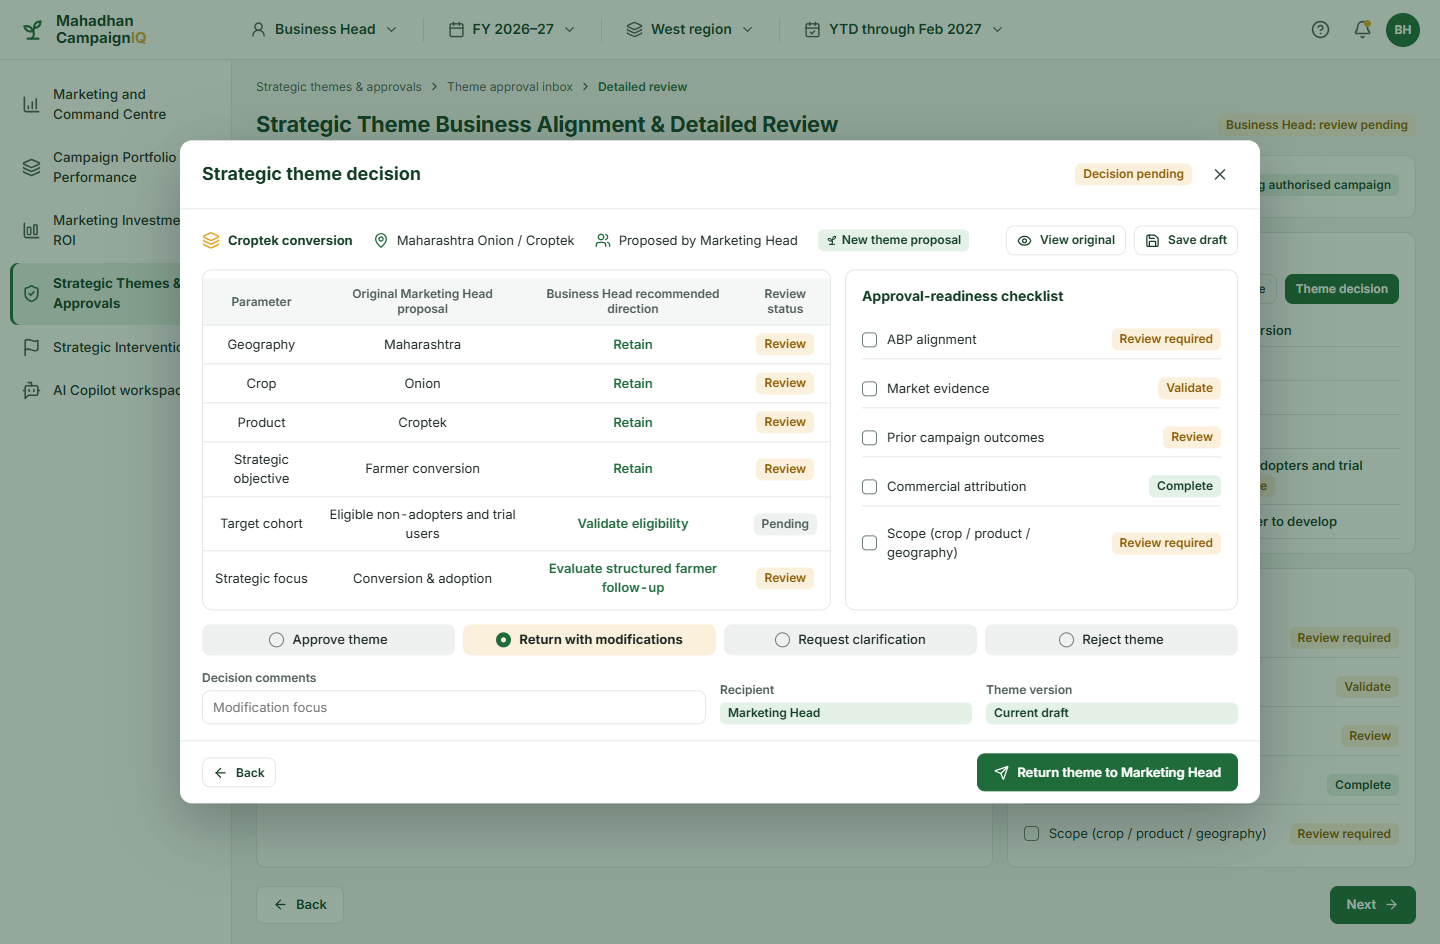 Mahadhan
CampaignIQ
Business Head
FY 2026–27
West region
YTD through Feb 2027
BH
Marketing and
Command Centre
Campaign Portfolio
Performance
Marketing Investme
ROI
Strategic Themes &
Approvals
Strategic Interventio
AI Copilot workspac
Strategic themes & approvals > Theme approval inbox > Detailed review
Strategic Theme Business Alignment & Detailed Review
Business Head: review pending
g authorised campaign
e
Theme decision
rsion
dopters and trial
e
er to develop
Review required
Validate
Review
Complete
Scope (crop / product / geography)
Review required
Back
Next
Strategic theme decision
Decision pending
Croptek conversion
Maharashtra Onion / Croptek
Proposed by Marketing Head
New theme proposal
View original
Save draft
Parameter
Original Marketing Head
proposal
Business Head recommended
direction
Review
status
Geography
Maharashtra
Retain
Review
Crop
Onion
Retain
Review
Product
Croptek
Retain
Review
Strategic
objective
Farmer conversion
Retain
Review
Target cohort
Eligible non-adopters and trial
users
Validate eligibility
Pending
Strategic focus
Conversion & adoption
Evaluate structured farmer
follow-up
Review
Approval-readiness checklist
ABP alignment
Review required
Market evidence
Validate
Prior campaign outcomes
Review
Commercial attribution
Complete
Scope (crop / product /
geography)
Review required
Approve theme
Return with modifications
Request clarification
Reject theme
Decision comments
Modification focus
Recipient
Marketing Head
Theme version
Current draft
Back
Return theme to Marketing Head